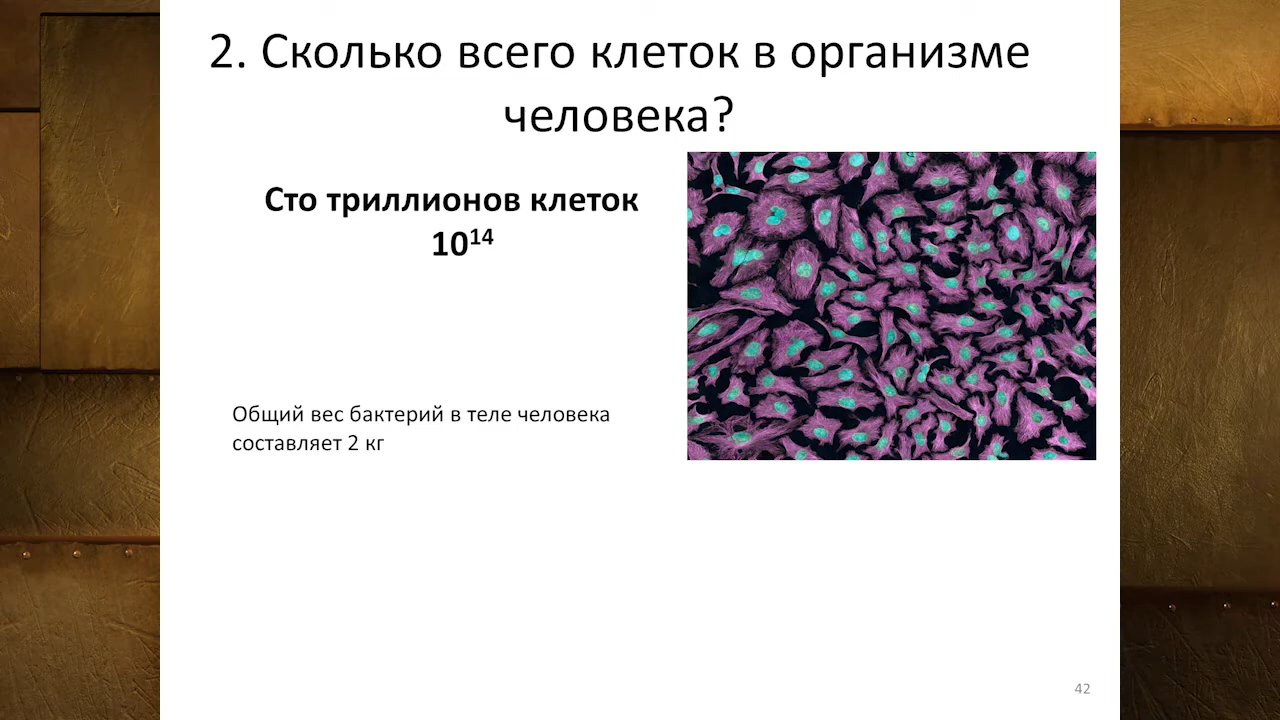 2. Сколько всего клеток в организме
человека?
Сто триллионов клеток
10¹⁴
Общий вес бактерий в теле человека
составляет 2 кг
42